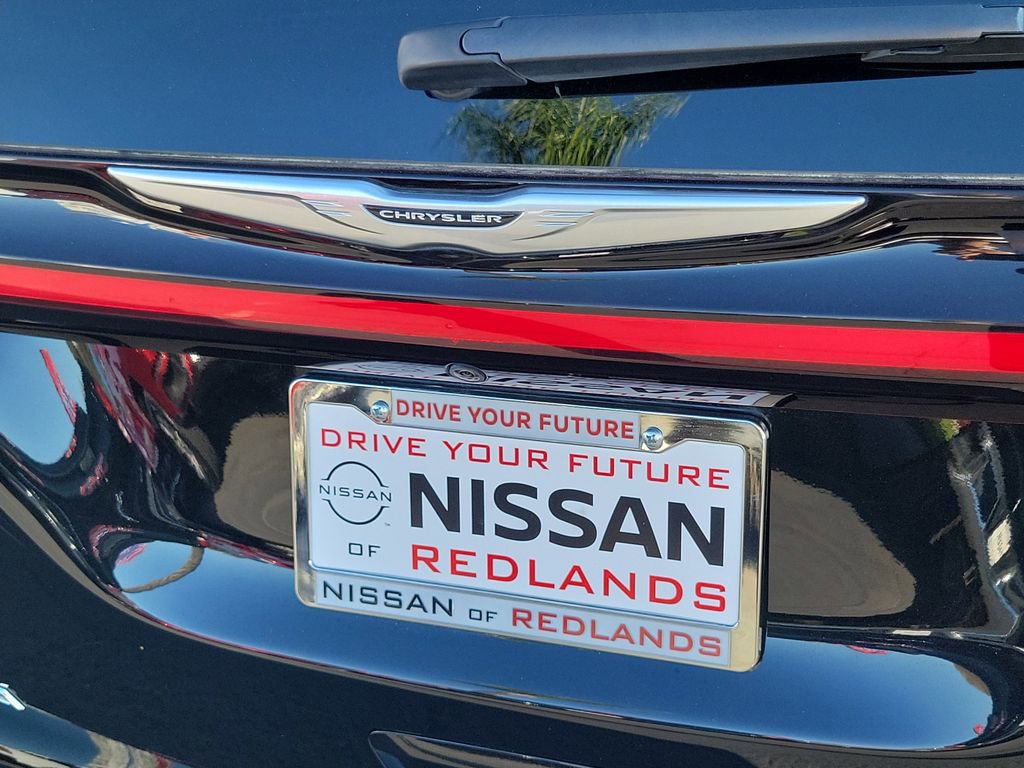 CHRYSLER
DRIVE YOUR FUTURE
DRIVE YOUR FUTURE
NISSAN
NISSAN
OF REDLANDS
NISSAN OF REDLANDS